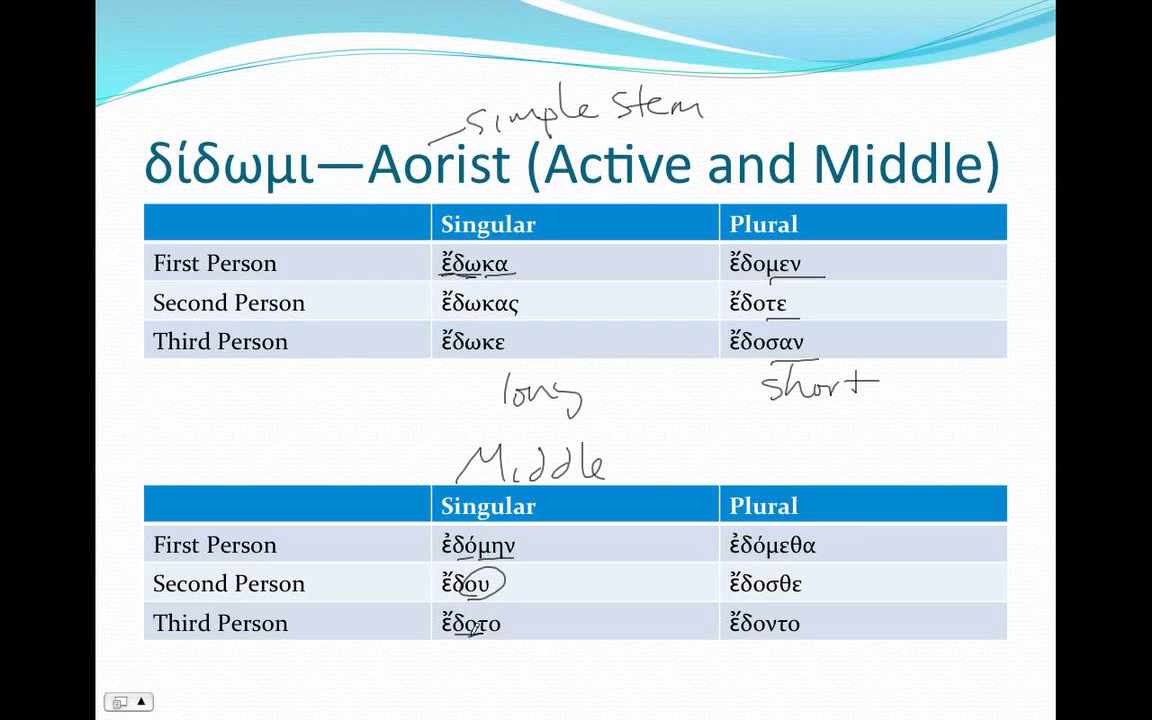 simple stem
δίδωμι—Aorist (Active and Middle)
Singular Plural
First Person ἔδωκα ἔδομεν
Second Person ἔδωκας ἔδοτε
Third Person ἔδωκε ἔδοσαν
long short
Middle
Singular Plural
First Person ἐδόμην ἐδόμεθα
Second Person ἔδου ἔδοσθε
Third Person ἔδοτο ἔδοντο